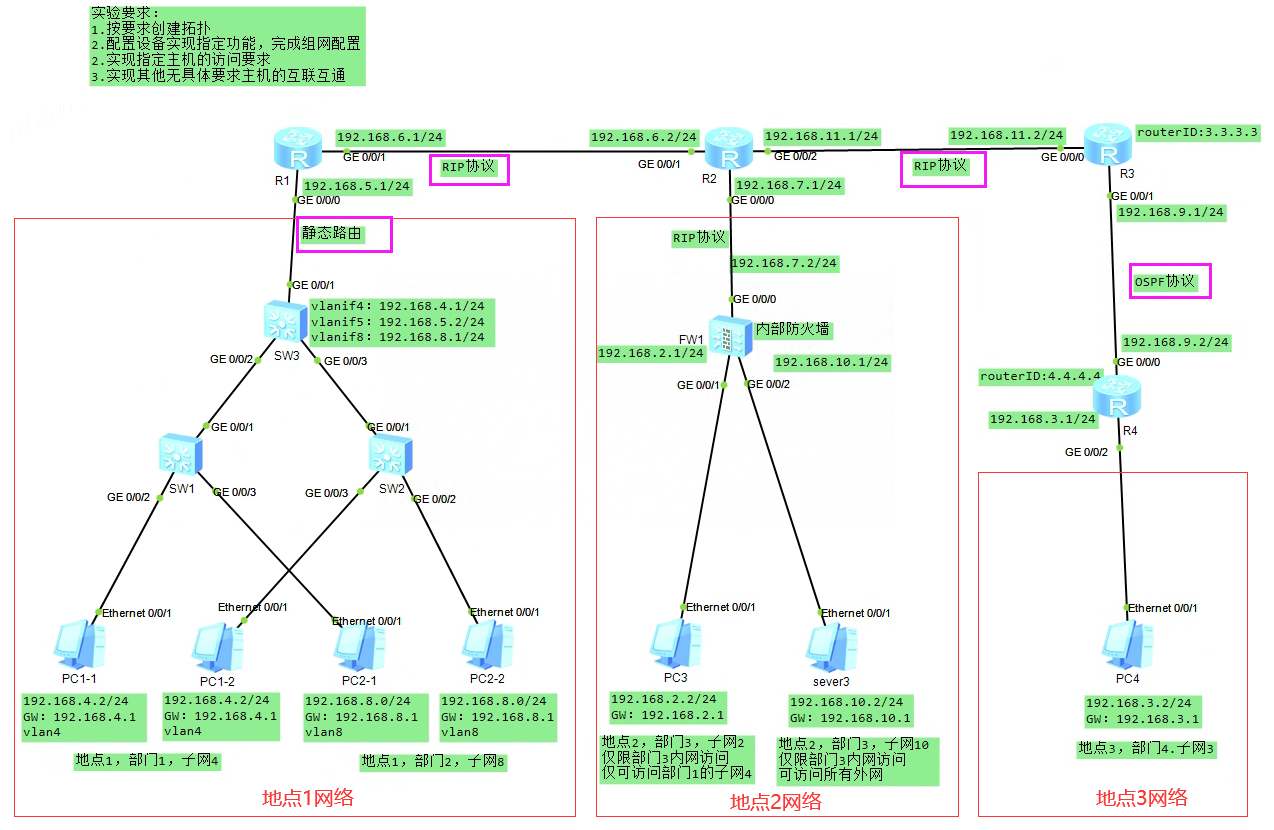 实验要求:
1.按要求创建拓扑
2.配置设备实现指定功能，完成组网配置
2.实现指定主机的访问要求
3.实现其他无具体要求主机的互联互通
192.168.6.1/24
192.168.6.2/24
192.168.11.1/24
192.168.11.2/24
routerID:3.3.3.3
GE 0/0/1
GE 0/0/1
GE 0/0/2
GE 0/0/0
R1
R2
R3
RIP协议
RIP协议
192.168.5.1/24
GE 0/0/0
192.168.7.1/24
GE 0/0/0
GE 0/0/1
192.168.9.1/24
静态路由
RIP协议
192.168.7.2/24
OSPF协议
GE 0/0/1
GE 0/0/0
vlanif4: 192.168.4.1/24
vlanif5: 192.168.5.2/24
vlanif8: 192.168.8.1/24
SW3
GE 0/0/2
GE 0/0/3
内部防火墙
FW1
192.168.2.1/24
192.168.10.1/24
GE 0/0/1
GE 0/0/2
192.168.9.2/24
GE 0/0/0
routerID:4.4.4.4
192.168.3.1/24
R4
GE 0/0/2
GE 0/0/1
GE 0/0/1
SW1
SW2
GE 0/0/2
GE 0/0/3
GE 0/0/3
GE 0/0/2
Ethernet 0/0/1
Ethernet 0/0/1
Ethernet 0/0/1
Ethernet 0/0/1
Ethernet 0/0/1
Ethernet 0/0/1
Ethernet 0/0/1
PC1-1
PC1-2
PC2-1
PC2-2
PC3
sever3
PC4
192.168.4.2/24
GW: 192.168.4.1
vlan4
192.168.4.2/24
GW: 192.168.4.1
vlan4
192.168.8.0/24
GW: 192.168.8.1
vlan8
192.168.8.0/24
GW: 192.168.8.1
vlan8
192.168.2.2/24
GW: 192.168.2.1
192.168.10.2/24
GW: 192.168.10.1
192.168.3.2/24
GW: 192.168.3.1
地点1，部门1，子网4
地点1，部门2，子网8
地点2，部门3，子网2
仅限部门3内网访问
仅可访问部门1的子网4
地点2，部门3，子网10
仅限部门3内网访问
可访问所有外网
地点3，部门4.子网3
地点1网络
地点2网络
地点3网络